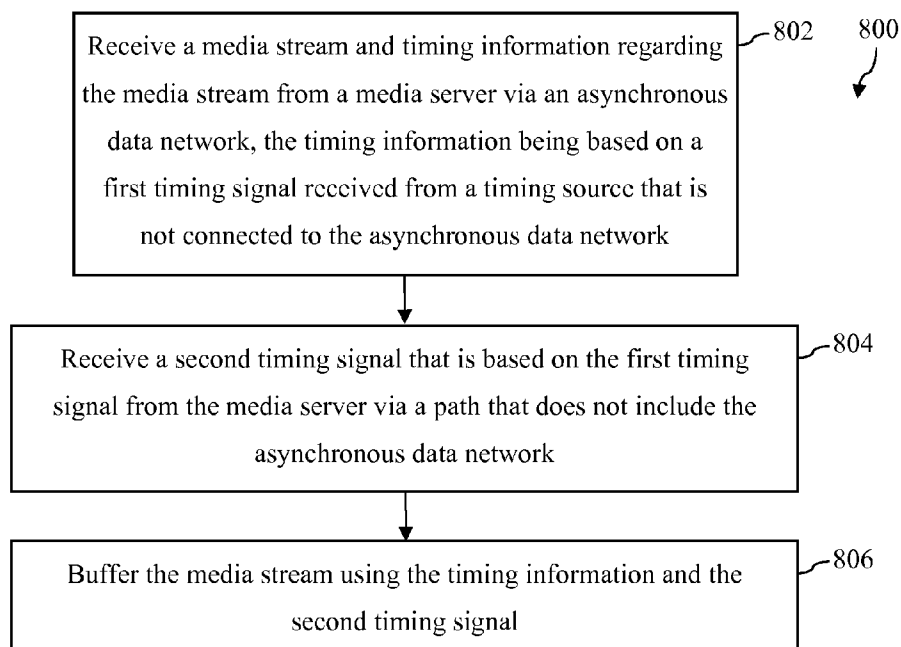 Receive a media stream and timing information regarding
the media stream from a media server via an asynchronous
data network, the timing information being based on a
first timing signal received from a timing source that is
not connected to the asynchronous data network
802
800
Receive a second timing signal that is based on the first timing
signal from the media server via a path that does not include the
asynchronous data network
804
Buffer the media stream using the timing information and the
second timing signal
806